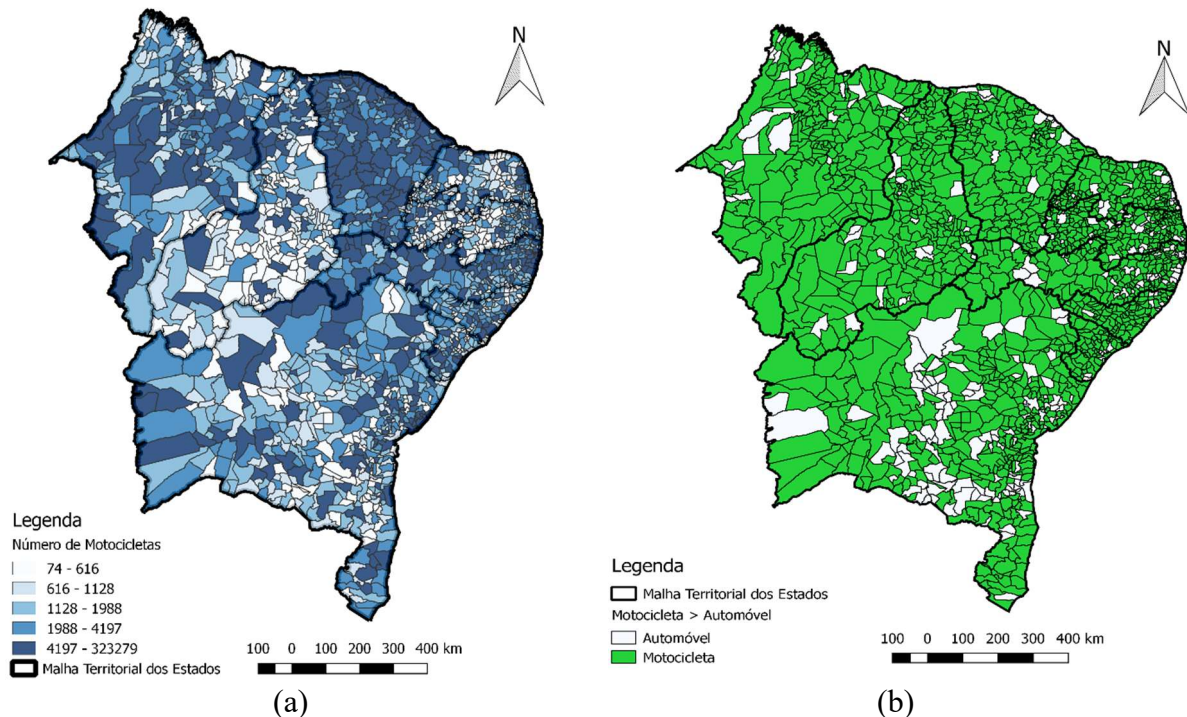 N
Legenda
Número de Motocicletas
74 - 616
616 - 1128
1128 - 1988
1988 - 4197
4197 - 323279
Malha Territorial dos Estados
100 0 100 200 300 400 km
(a)
N
Legenda
Malha Territorial dos Estados
Motocicleta > Automóvel
Automóvel
Motocicleta
100 0 100 200 300 400 km
(b)